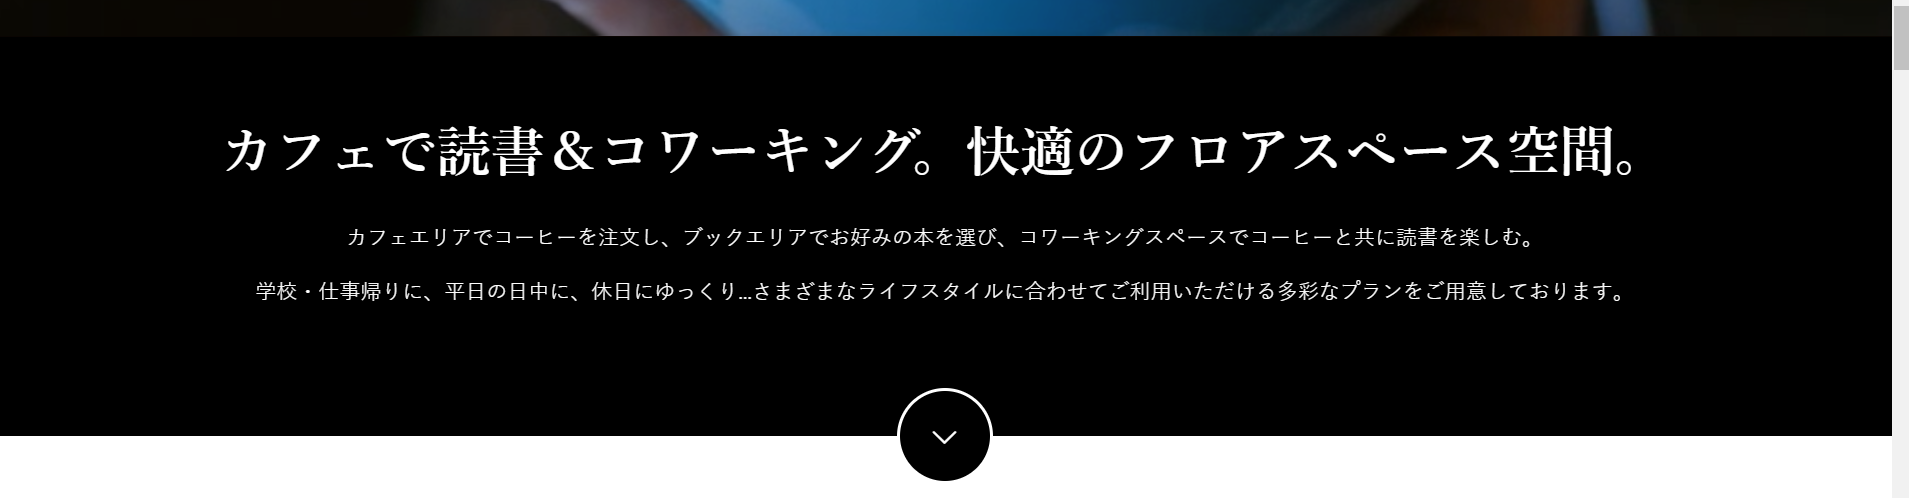 カフェで読書＆コワーキング。快適のフロアスペース空間。
カフェエリアでコーヒーを注文し、ブックエリアでお好みの本を選び、コワーキングスペースでコーヒーと共に読書を楽しむ。
学校・仕事帰りに、平日の日中に、休日にゆっくり...さまざまなライフスタイルに合わせてご利用いただける多彩なプランをご用意しております。